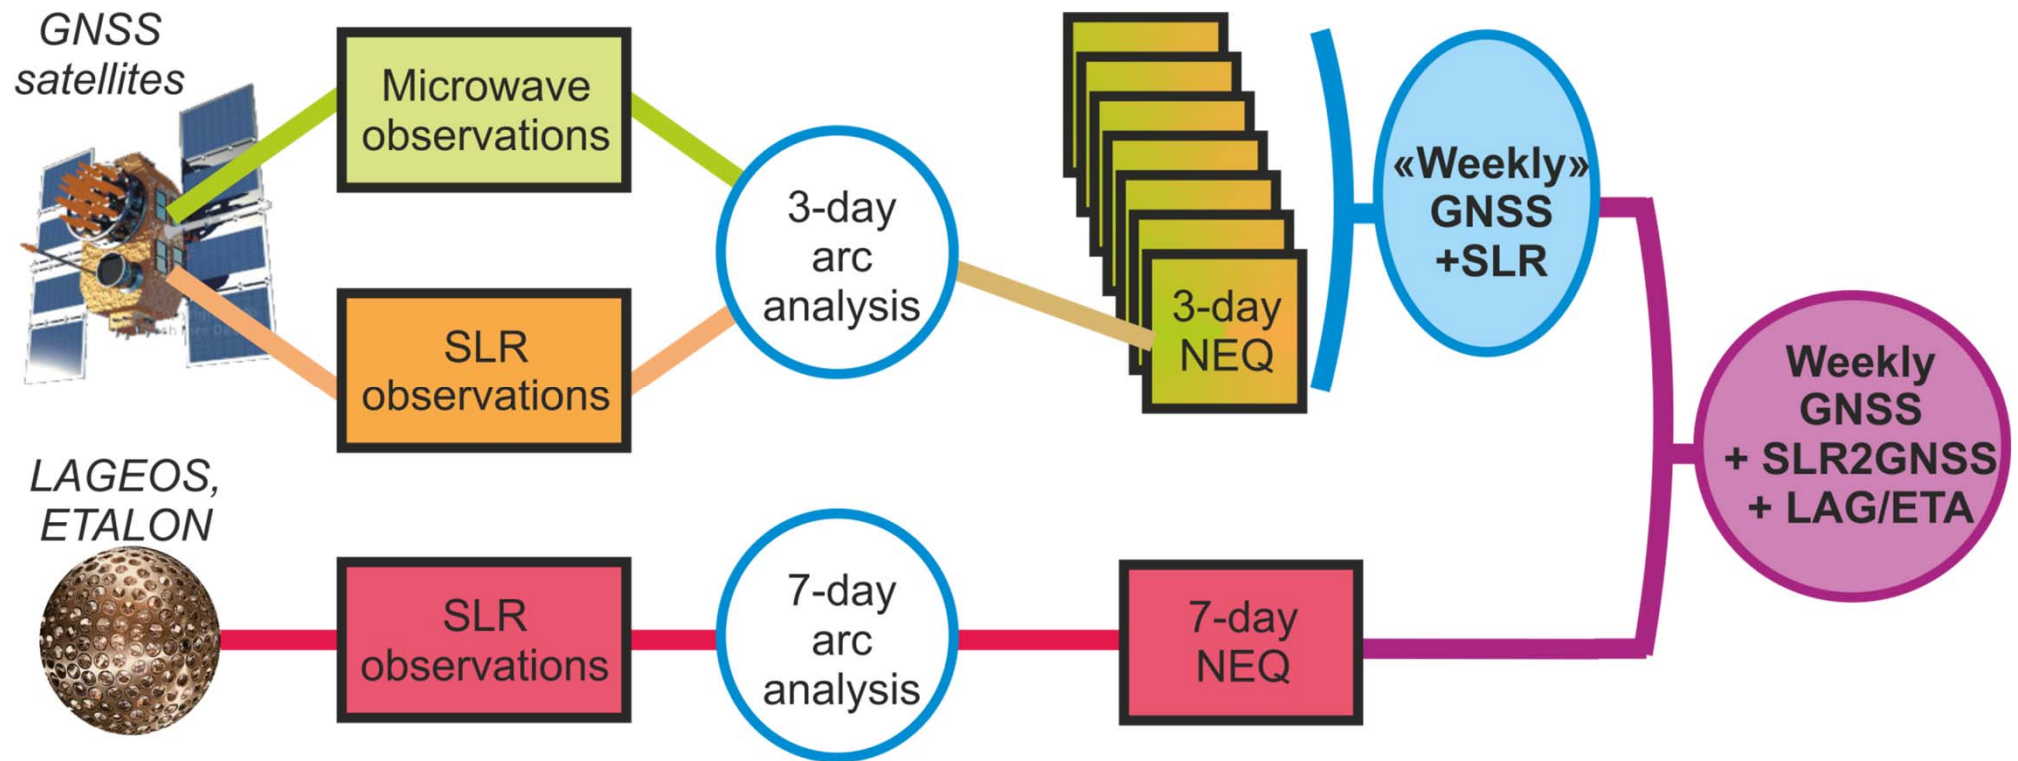 GNSS
satellites
Microwave
observations
SLR
observations
3-day
arc
analysis
3-day
NEQ
«Weekly»
GNSS
+SLR
LAGEOS,
ETALON
SLR
observations
7-day
arc
analysis
7-day
NEQ
Weekly
GNSS
+ SLR2GNSS
+ LAG/ETA